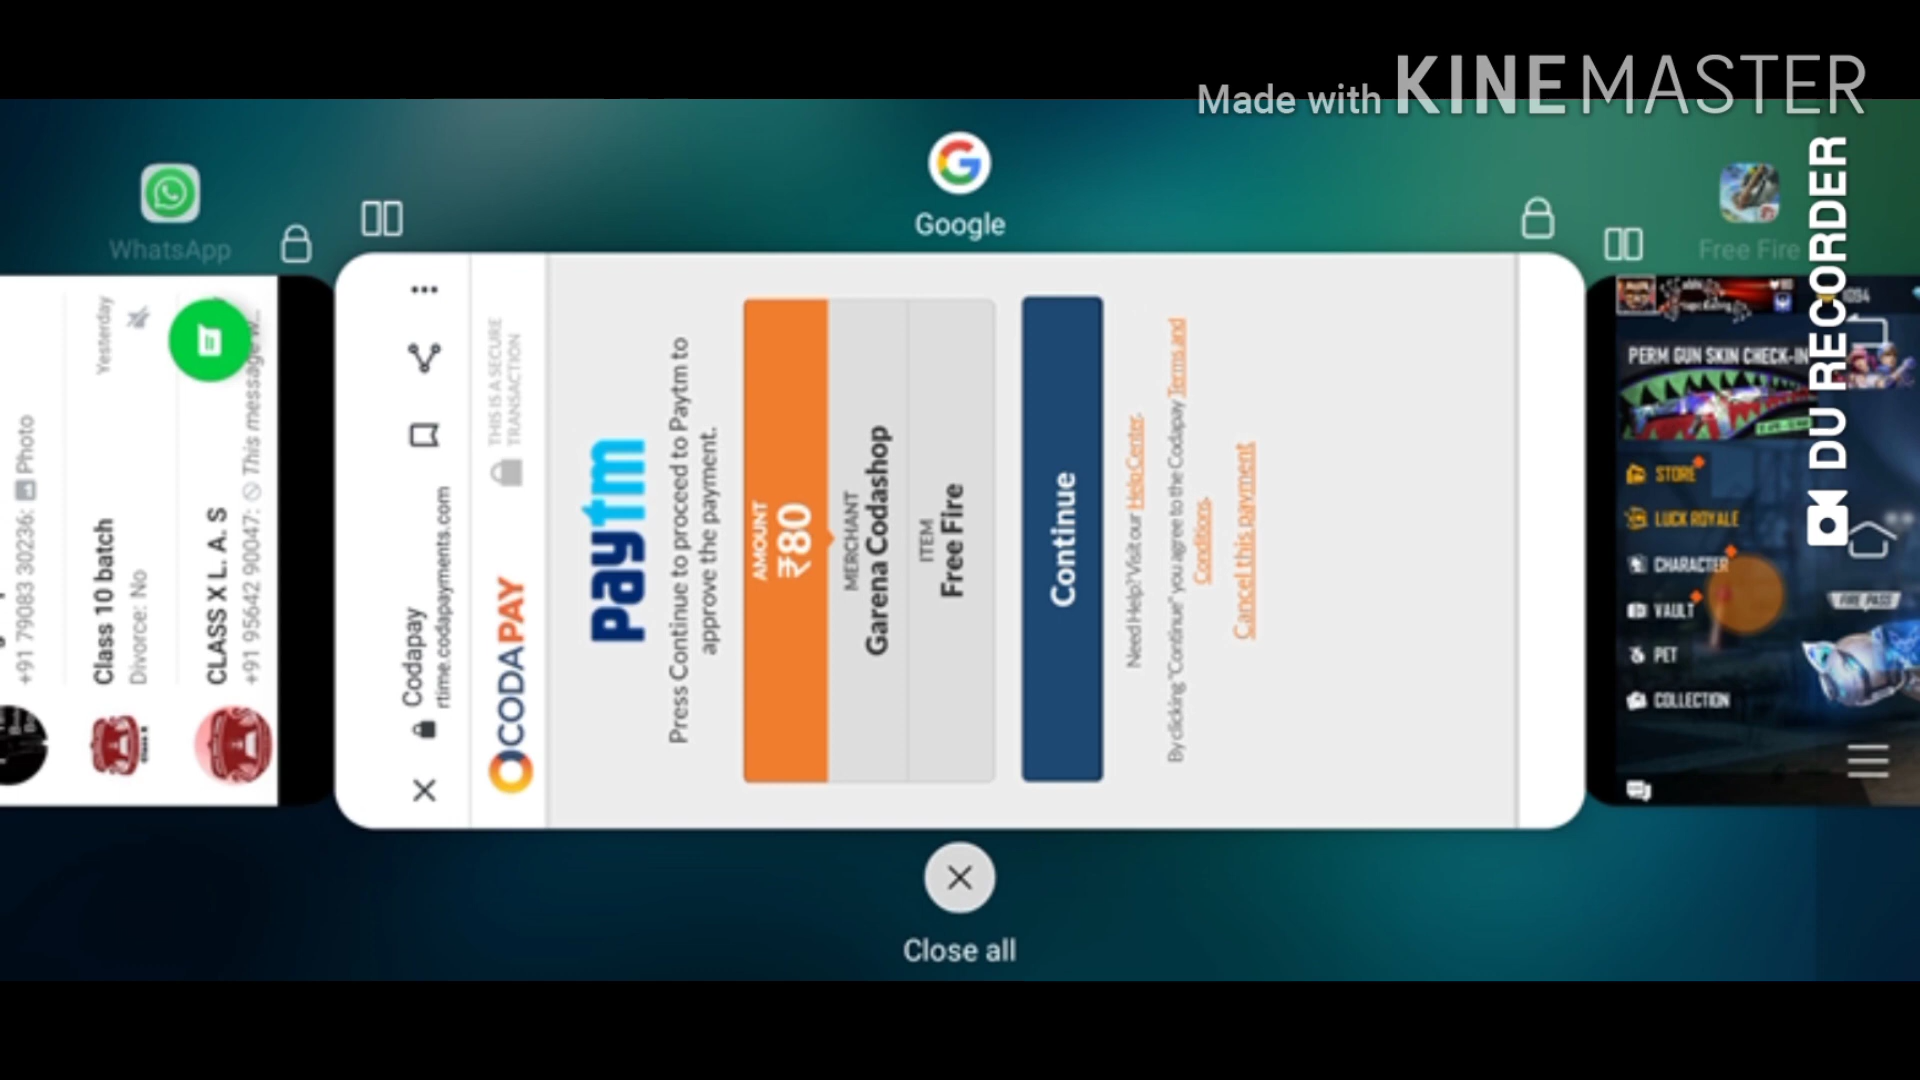 Made with KINEMASTER
DU RECORDER
WhatsApp
Google
Free Fire
+91 79083 30236: Photo
Class 10 batch
Yesterday
Divorce: No
CLASS X L. A. S
+91 95642 90047: This message w...
Codapay
rtime.codapayments.com
CODAPAY
THIS IS A SECURE
TRANSACTION
paytm
Press Continue to proceed to Paytm to
approve the payment.
AMOUNT
₹80
MERCHANT
Garena Codashop
ITEM
Free Fire
Continue
Need Help? Visit our Help Center.
By clicking "Continue" you agree to the Codapay Terms and
Conditions.
Cancel this payment
1094
PERM GUN SKIN CHECK-IN
STORE
LUCK ROYALE
CHARACTER
VAULT
FIRE PASS
PET
COLLECTION
Close all